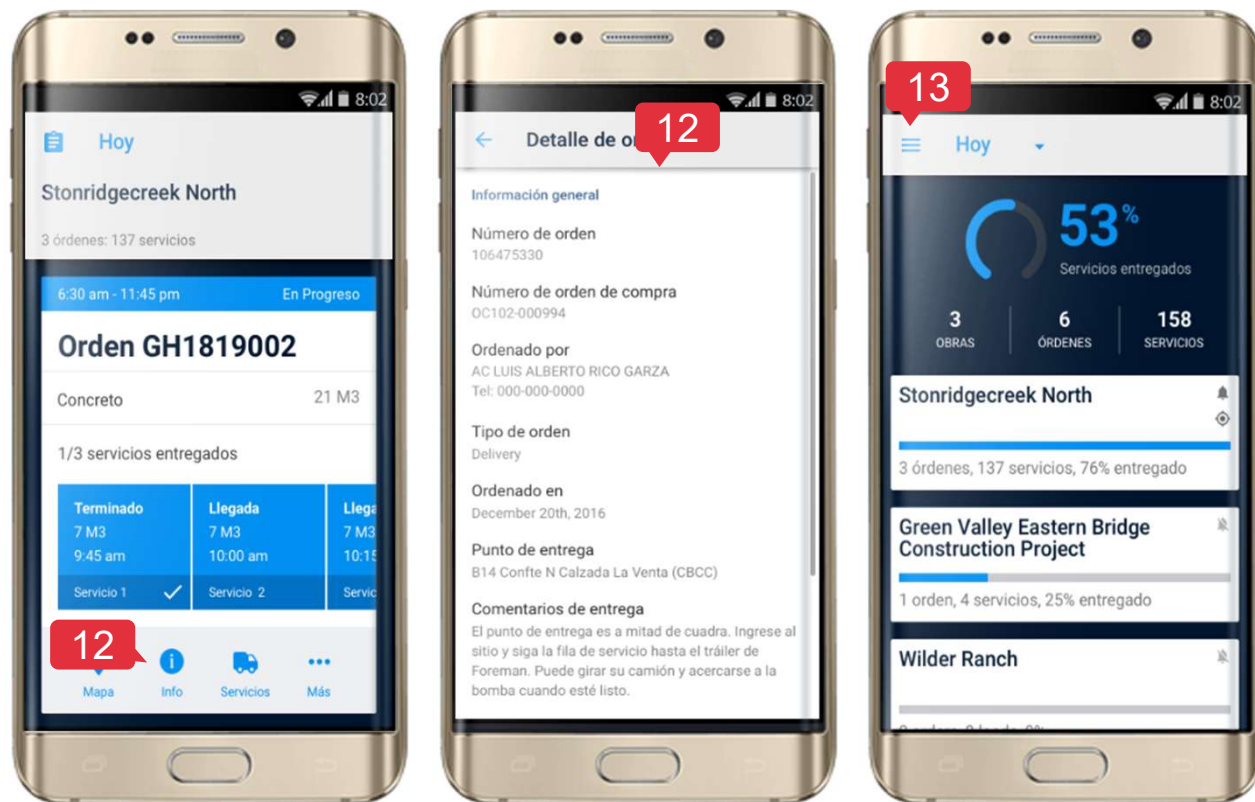 8:02
Hoy
Stonridgecreek North
3 órdenes: 137 servicios
6:30 am - 11:45 pm En Progreso
Orden GH1819002
Concreto 21 M3
1/3 servicios entregados
Terminado Llegada
7 M3 7 M3 7 M3
9:45 am 10:00 am 10:15
Servicio 1 Servicio 2
12
Mapa Info Servicios Más
8:02
12
Detalle de
Información general
Número de orden
106475330
Número de orden de compra
OC102-000994
Ordenado por
AC LUIS ALBERTO RICO GARZA
Tel: 000-000-0000
Tipo de orden
Delivery
Ordenado en
December 20th, 2016
Punto de entrega
B14 Confte N Calzada La Venta (CBCC)
Comentarios de entrega
El punto de entrega es a mitad de cuadra. Ingrese al
sitio y siga la fila de servicio hasta el tráiler de
Foreman. Puede girar su camión y acercarse a la
bomba cuando esté listo.
13
8:02
Hoy
53%
Servicios entregados
3 6 158
OBRAS ÓRDENES SERVICIOS
Stonridgecreek North
3 órdenes, 137 servicios, 76% entregado
Green Valley Eastern Bridge
Construction Project
1 orden, 4 servicios, 25% entregado
Wilder Ranch